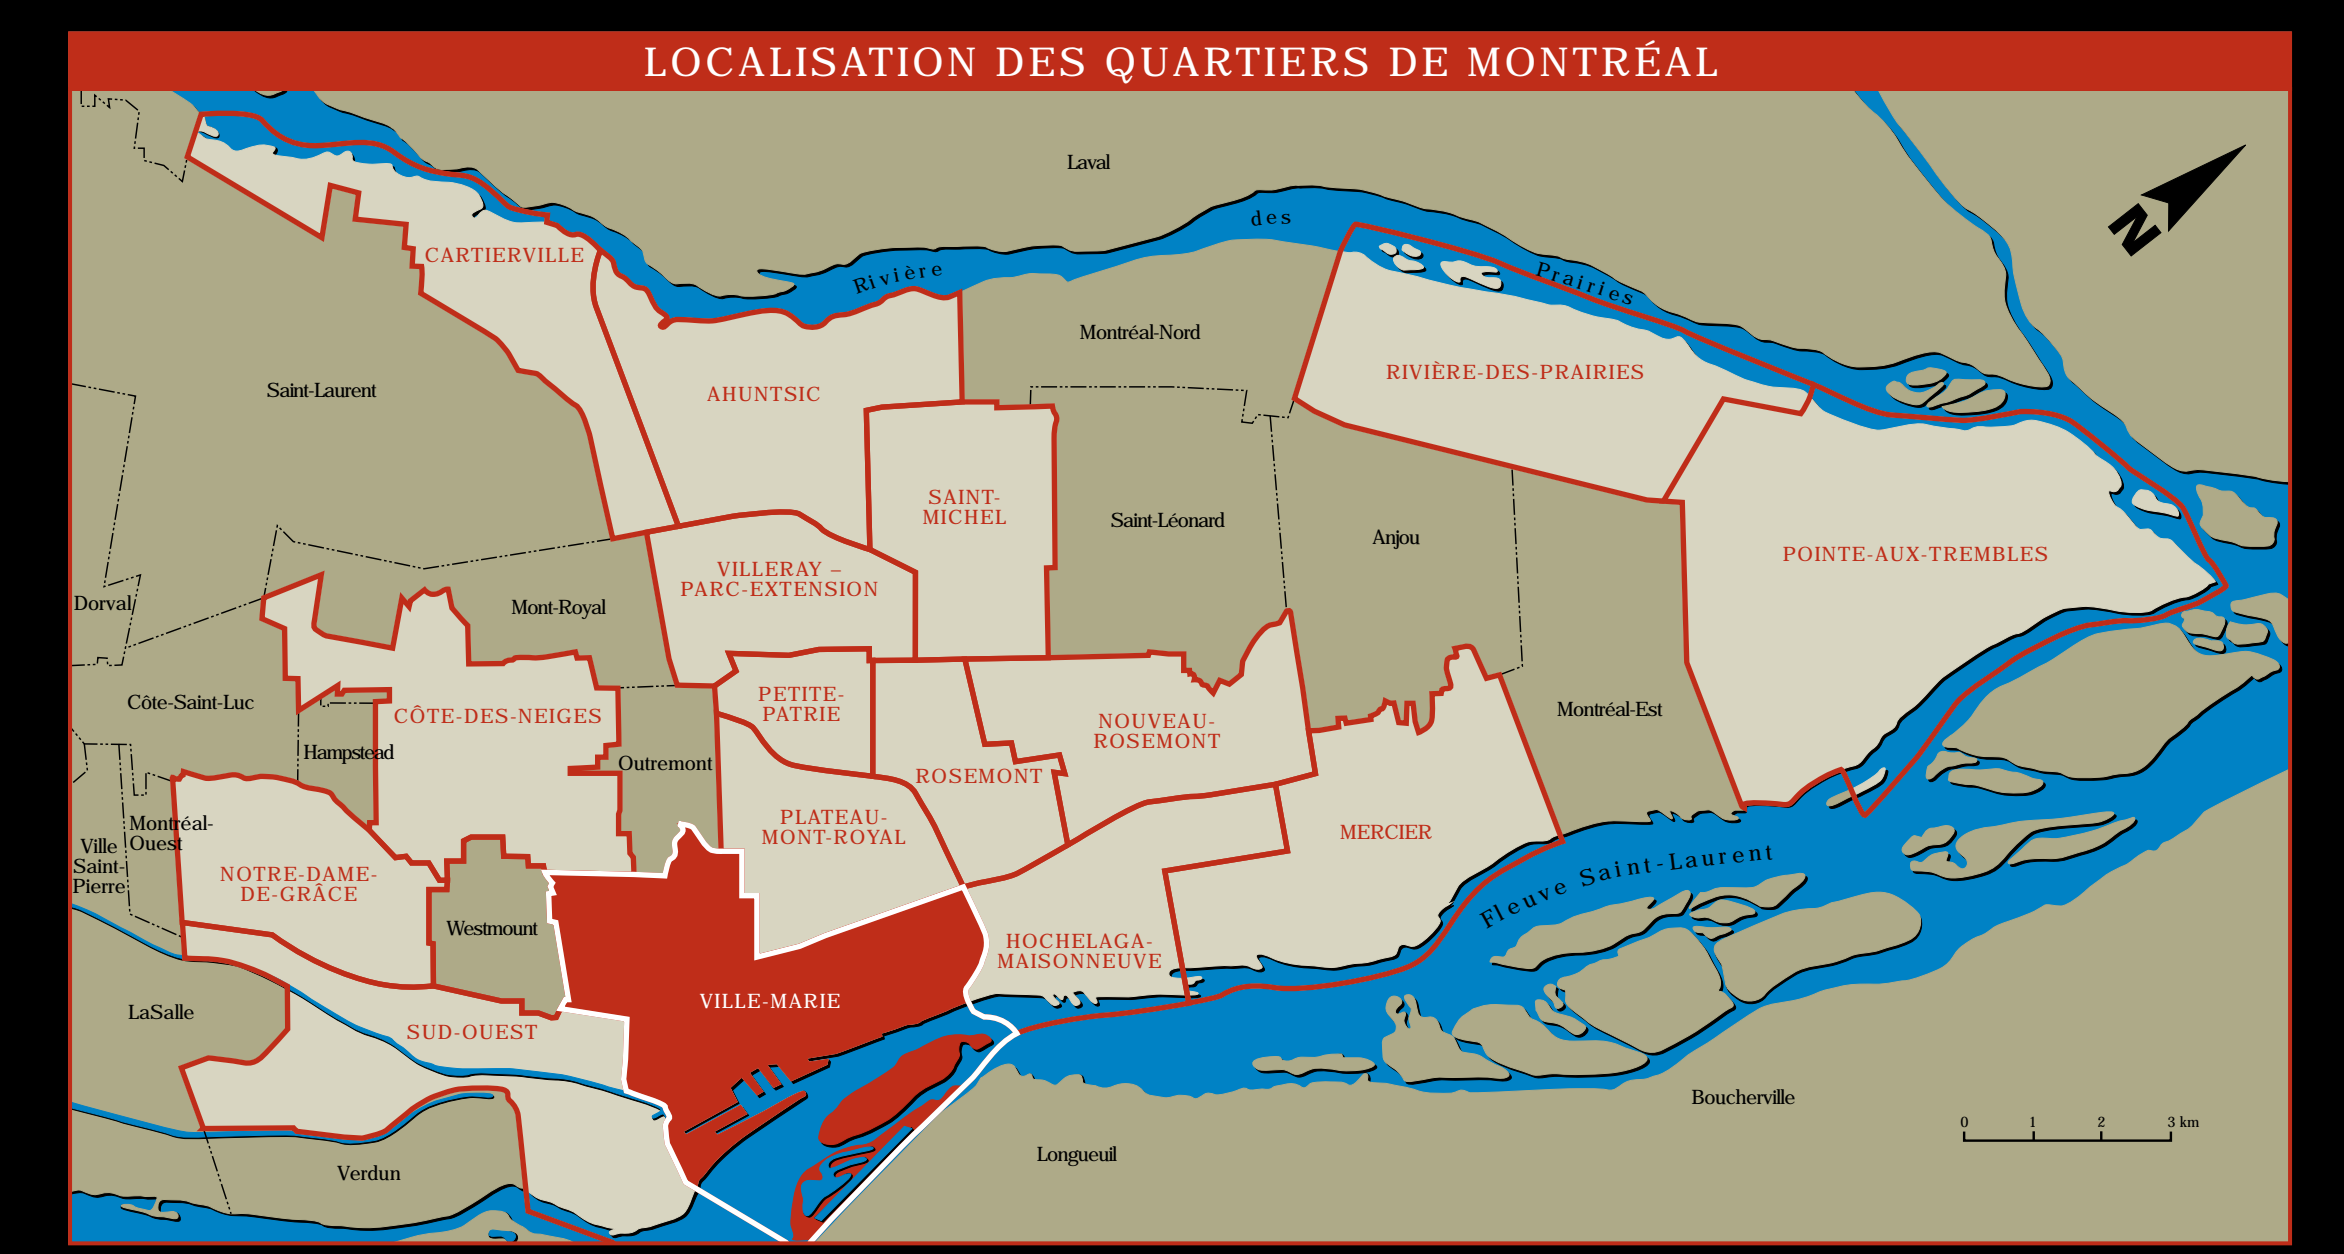 LOCALISATION DES QUARTIERS DE MONTRÉAL
Laval
des
Rivière
Prairies
N
CARTIERVILLE
Montréal-Nord
RIVIÈRE-DES-PRAIRIES
Saint-Laurent
AHUNTSIC
SAINT-
MICHEL
Saint-Léonard
Anjou
POINTE-AUX-TREMBLES
VILLERAY –
PARC-EXTENSION
Dorval
Mont-Royal
Côte-Saint-Luc
CÔTE-DES-NEIGES
PETITE-
PATRIE
NOUVEAU-
ROSEMONT
Montréal-Est
Hampstead
Outremont
ROSEMONT
Montréal-
Ouest
PLATEAU-
MONT-ROYAL
MERCIER
Ville
Saint-
Pierre
NOTRE-DAME-
DE-GRÂCE
Fleuve Saint-Laurent
Westmount
HOCHELAGA-
MAISONNEUVE
VILLE-MARIE
LaSalle
SUD-OUEST
Boucherville
0 1 2 3 km
Longueuil
Verdun